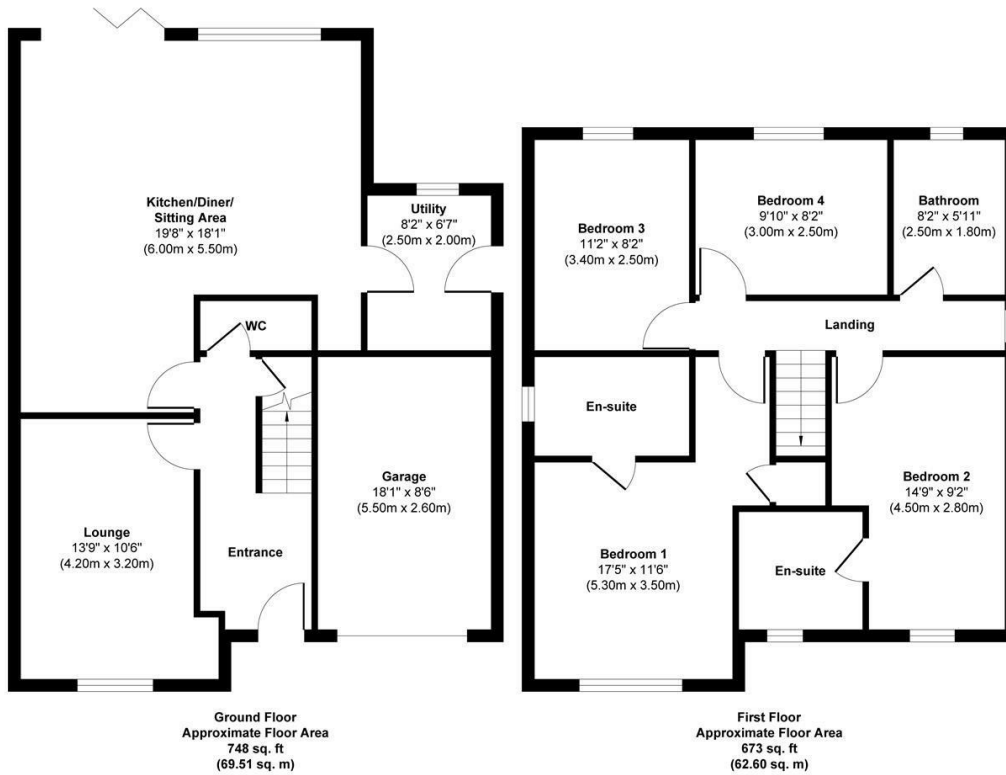 Kitchen/Diner/
Sitting Area
19'8" x 18'1"
(6.00m x 5.50m)
Utility
8'2" x 6'7"
(2.50m x 2.00m)
WC
Garage
18'1" x 8'6"
(5.50m x 2.60m)
Lounge
13'9" x 10'6"
(4.20m x 3.20m)
Entrance
Ground Floor
Approximate Floor Area
748 sq. ft
(69.51 sq. m)
Bedroom 3
11'2" x 8'2"
(3.40m x 2.50m)
Bedroom 4
9'10" x 8'2"
(3.00m x 2.50m)
Bathroom
8'2" x 5'11"
(2.50m x 1.80m)
Landing
En-suite
Bedroom 2
14'9" x 9'2"
(4.50m x 2.80m)
Bedroom 1
17'5" x 11'6"
(5.30m x 3.50m)
En-suite
First Floor
Approximate Floor Area
673 sq. ft
(62.60 sq. m)